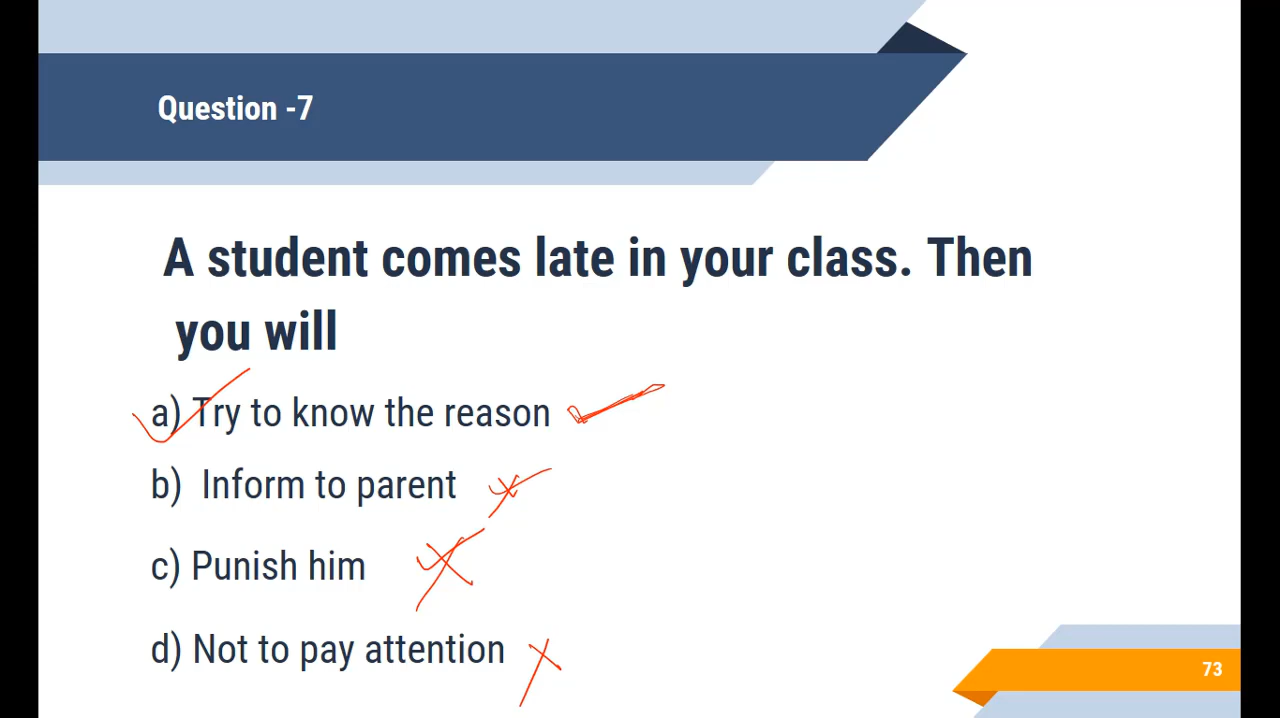 Question -7
A student comes late in your class. Then
you will
a) Try to know the reason
b) Inform to parent
c) Punish him
d) Not to pay attention
73